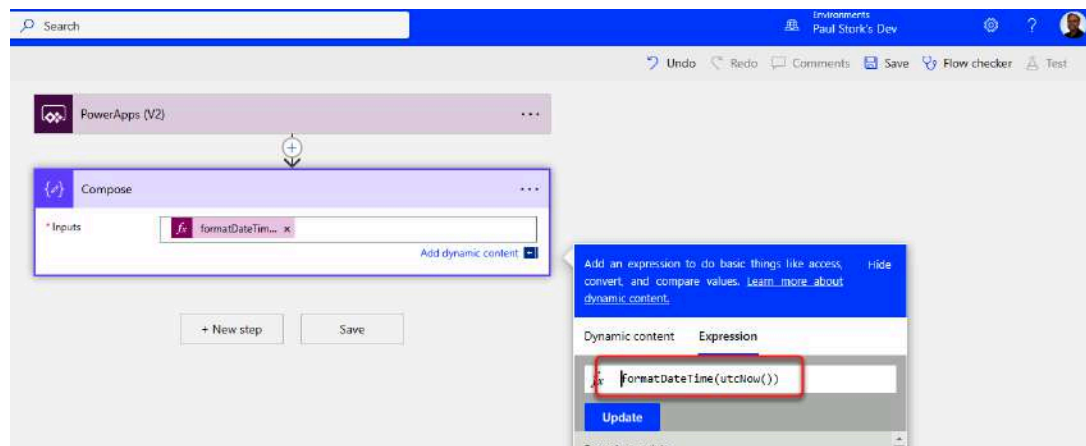 Search
Environments
Paul Stork's Dev
?
Undo Redo Comments Save Flow checker Test
PowerApps (V2)
...
Compose
...
* Inputs
fx formatDateTim... x
Add dynamic content
+ New step Save
Add an expression to do basic things like access, Hide
convert, and compare values. Learn more about
dynamic content.
Dynamic content Expression
fx formatDateTime(utcNow())
Update